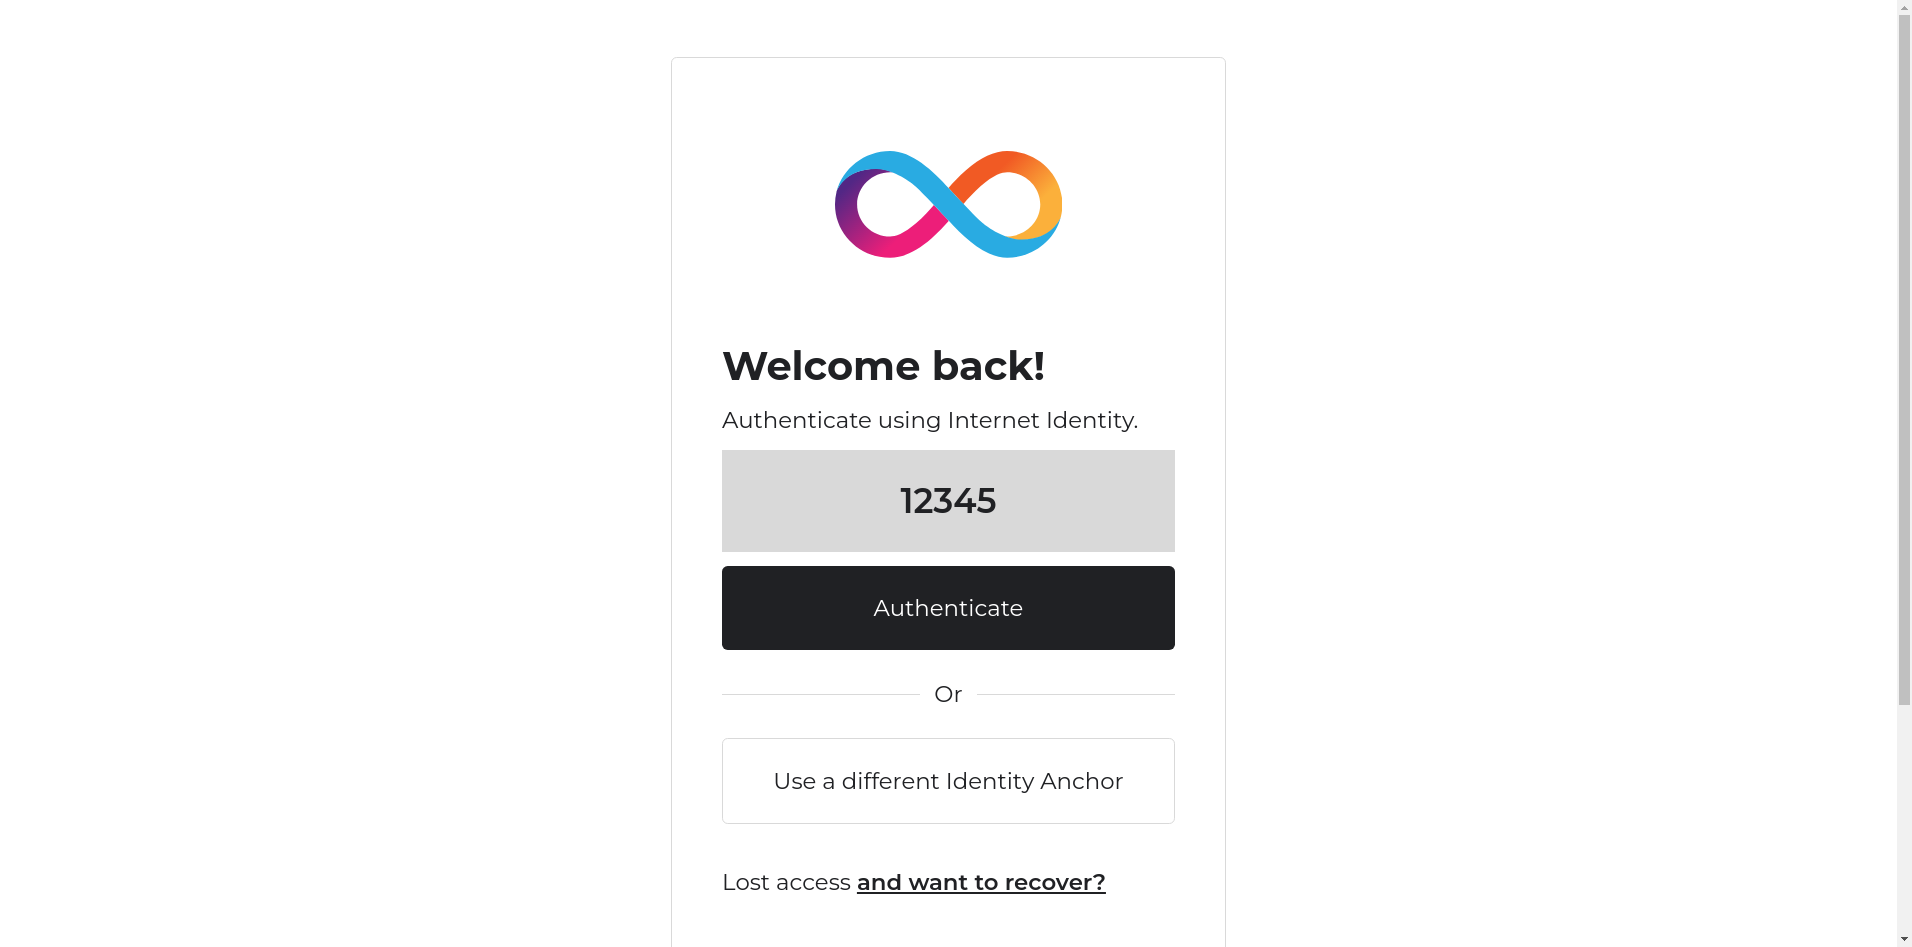 Welcome back!
Authenticate using Internet Identity.
12345
Authenticate
Or
Use a different Identity Anchor
Lost access and want to recover?